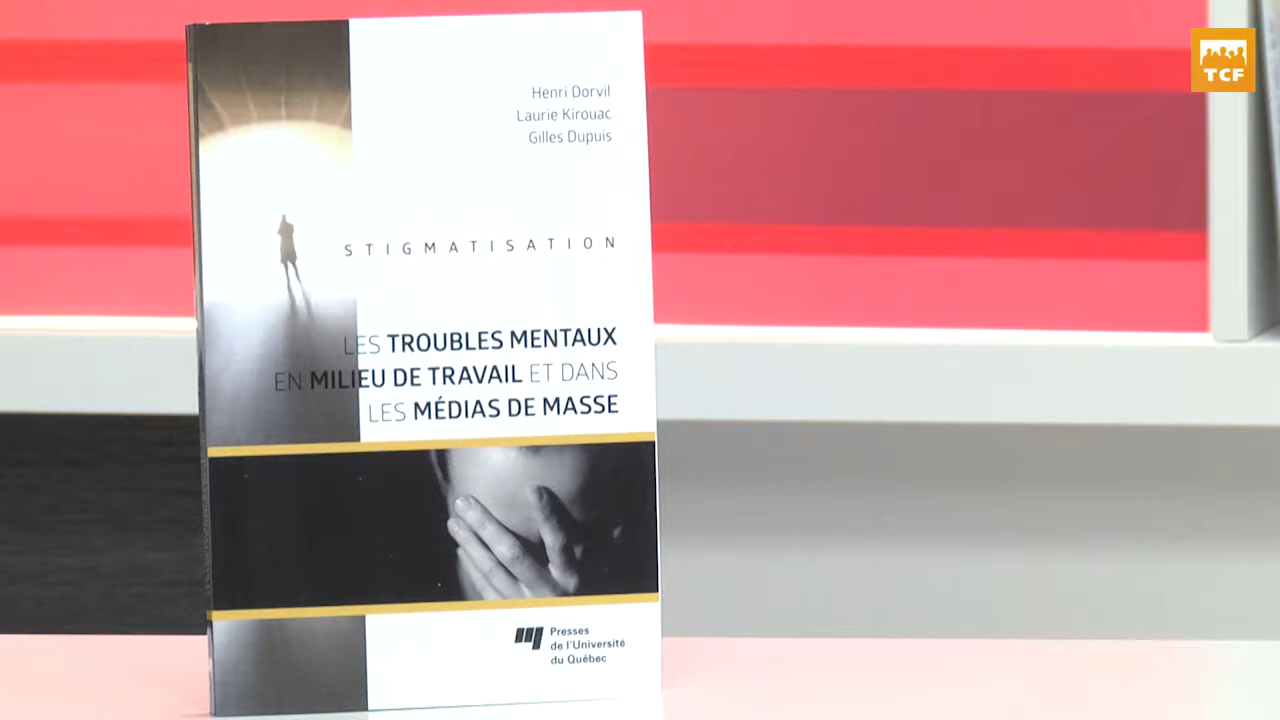 TCF
Henri Dorvil
Laurie Kirouac
Gilles Dupuis
STIGMATISATION
LES TROUBLES MENTAUX
EN MILIEU DE TRAVAIL ET DANS
LES MÉDIAS DE MASSE
Presses
de l'Université
du Québec